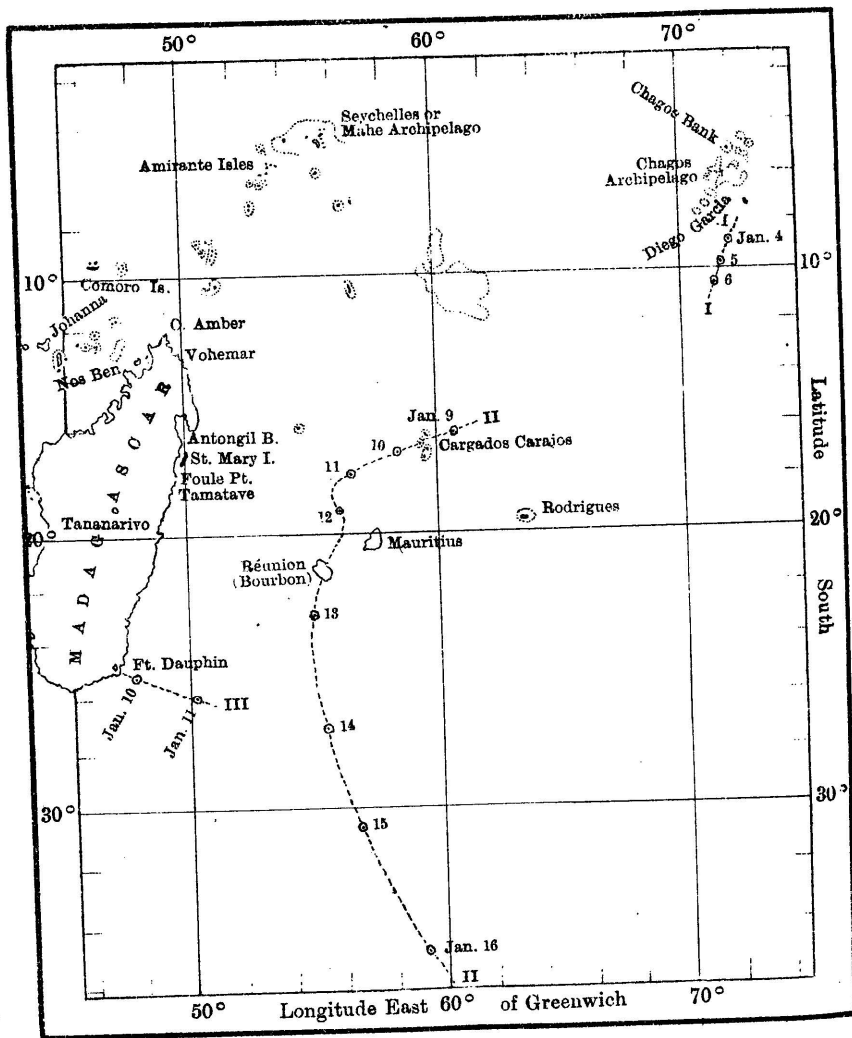 50° 60° 70°
Seychelles or
Mahe Archipelago
Amirante Isles
Chagos Bank
Chagos
Archipelago
Diego Garcia
Jan. 4
5
6
I
10°
10°
Comoro Is.
Johanna
C. Amber
Vohemar
Nos Ben
Latitude
South
Jan. 9
II
10
Cargados Carajos
11
Antongil B.
St. Mary I.
Foule Pt.
Tamatave
MADAGASCAR
Tananarivo
12
Rodrigues
20°
20
Mauritius
Réunion
(Bourbon)
13
Ft. Dauphin
Jan. 10
Jan. 11
III
14
30°
30°
15
Jan. 16
II
50° Longitude East 60° of Greenwich 70°